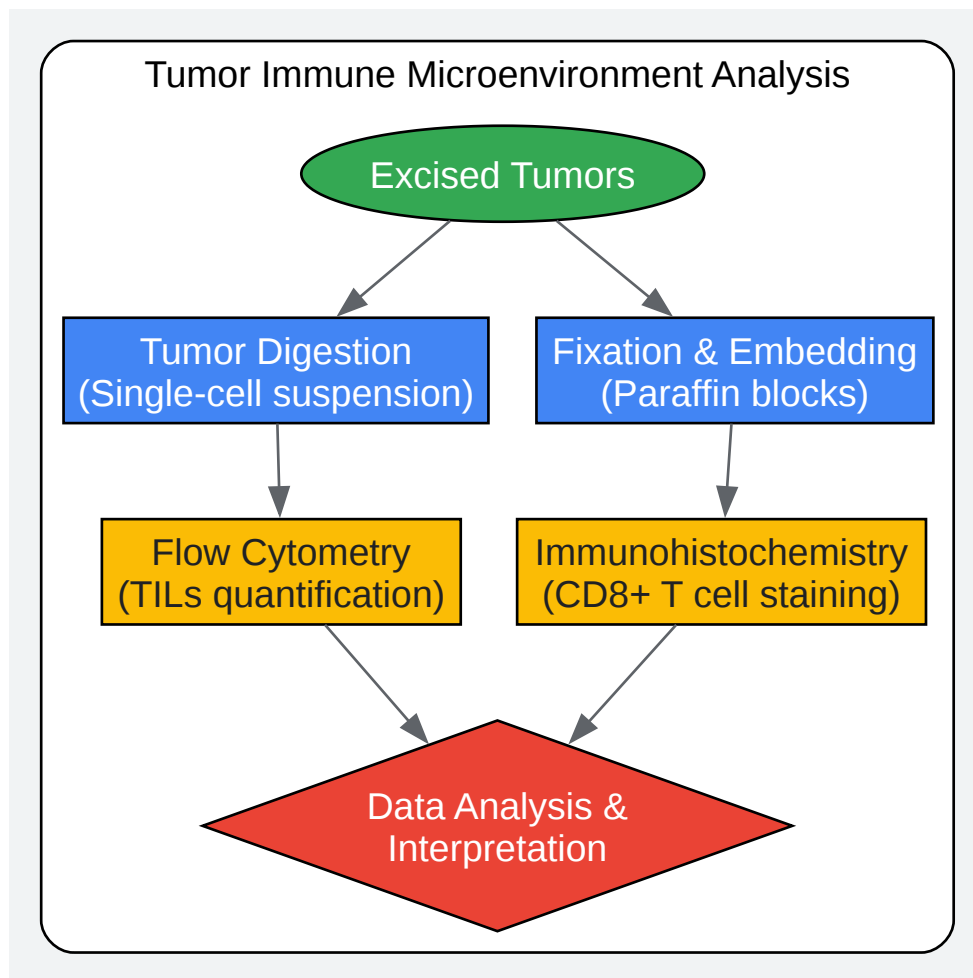 Tumor Immune Microenvironment Analysis
Excised Tumors
Tumor Digestion
(Single-cell suspension)
Fixation & Embedding
(Paraffin blocks)
Flow Cytometry
(TILs quantification)
Immunohistochemistry
(CD8+ T cell staining)
Data Analysis &
Interpretation